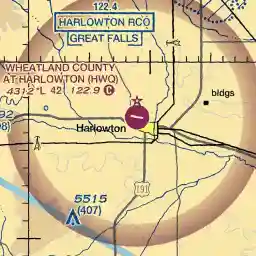 122.4
HARLOWTON RCO
GREAT FALLS
WHEATLAND COUNTY
AT HARLOWTON (HWO)
4312 *L 42 122.9 C
bldgs
Harlowton
191
5515
(407)